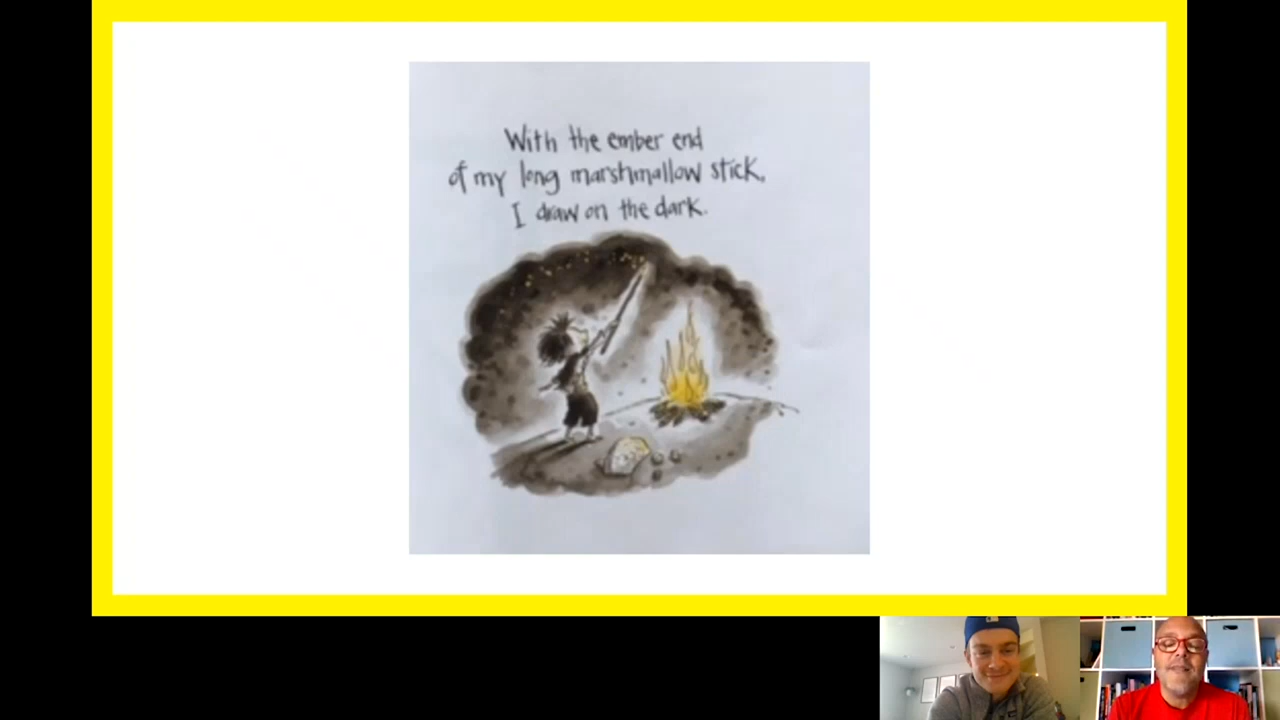 With the ember end
of my long marshmallow stick,
I draw on the dark.